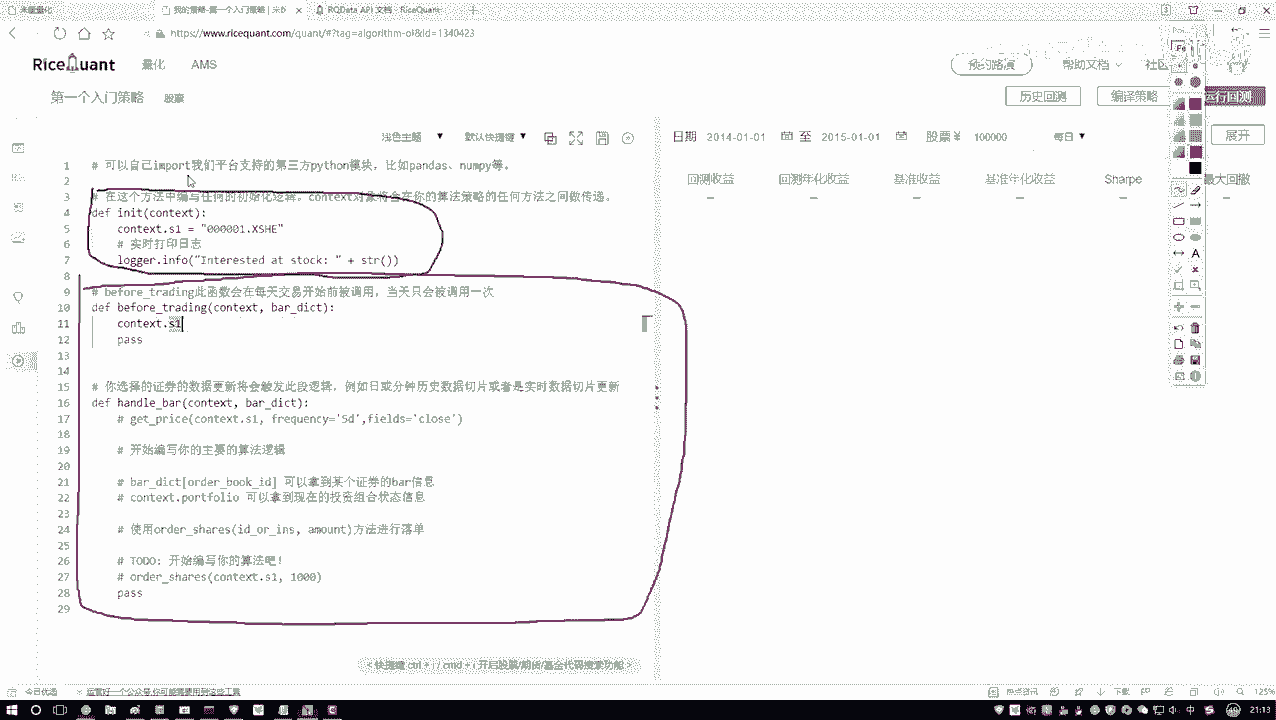 我的策略-第一个入门策略
RQData API 文档 - RiceQuant
https://www.ricequant.com/quant/#?tag=algorithm-ol&id=1340423
RiceQuant 量化 AMS 预约路演 帮助文档 社区
第一个入门策略 股票 历史回测 编译策略 运行回测
浅色主题 默认快捷键 日期 2014-01-01 至 2015-01-01 股票 ¥ 100000 每日 展开
回测收益 回测年化收益 基准收益 基准年化收益 Sharpe 最大回撤
1 # 可以自己import我们平台支持的第三方python模块，比如pandas、numpy等。
2
3 # 在这个方法中编写任何的初始化逻辑。context对象将会在你的算法策略的任何方法之间做传递。
4 def init(context):
5 context.s1 = "000001.XSHE"
6 # 实时打印日志
7 logger.info("Interested at stock: " + str())
8
9 # before_trading此函数会在每天交易开始前被调用，当天只会被调用一次
10 def before_trading(context, bar_dict):
11 context.s1
12 pass
13
14
15 # 你选择的证券的数据更新将会触发此段逻辑，例如日或分钟历史数据切片或者是实时数据切片更新
16 def handle_bar(context, bar_dict):
17 # get_price(context.s1, frequency='5d',fields='close')
18
19 # 开始编写你的主要的算法逻辑
20
21 # bar_dict[order_book_id] 可以拿到某个证券的bar信息
22 # context.portfolio 可以拿到现在的投资组合状态信息
23
24 # 使用order_shares(id_or_ins, amount)方法进行落单
25
26 # TODO: 开始编写你的算法吧！
27 # order_shares(context.s1, 1000)
28 pass
29
今日优选 运营好一个公众号,你可能需要用到这些工具 热点资讯 下载 125%
21:13